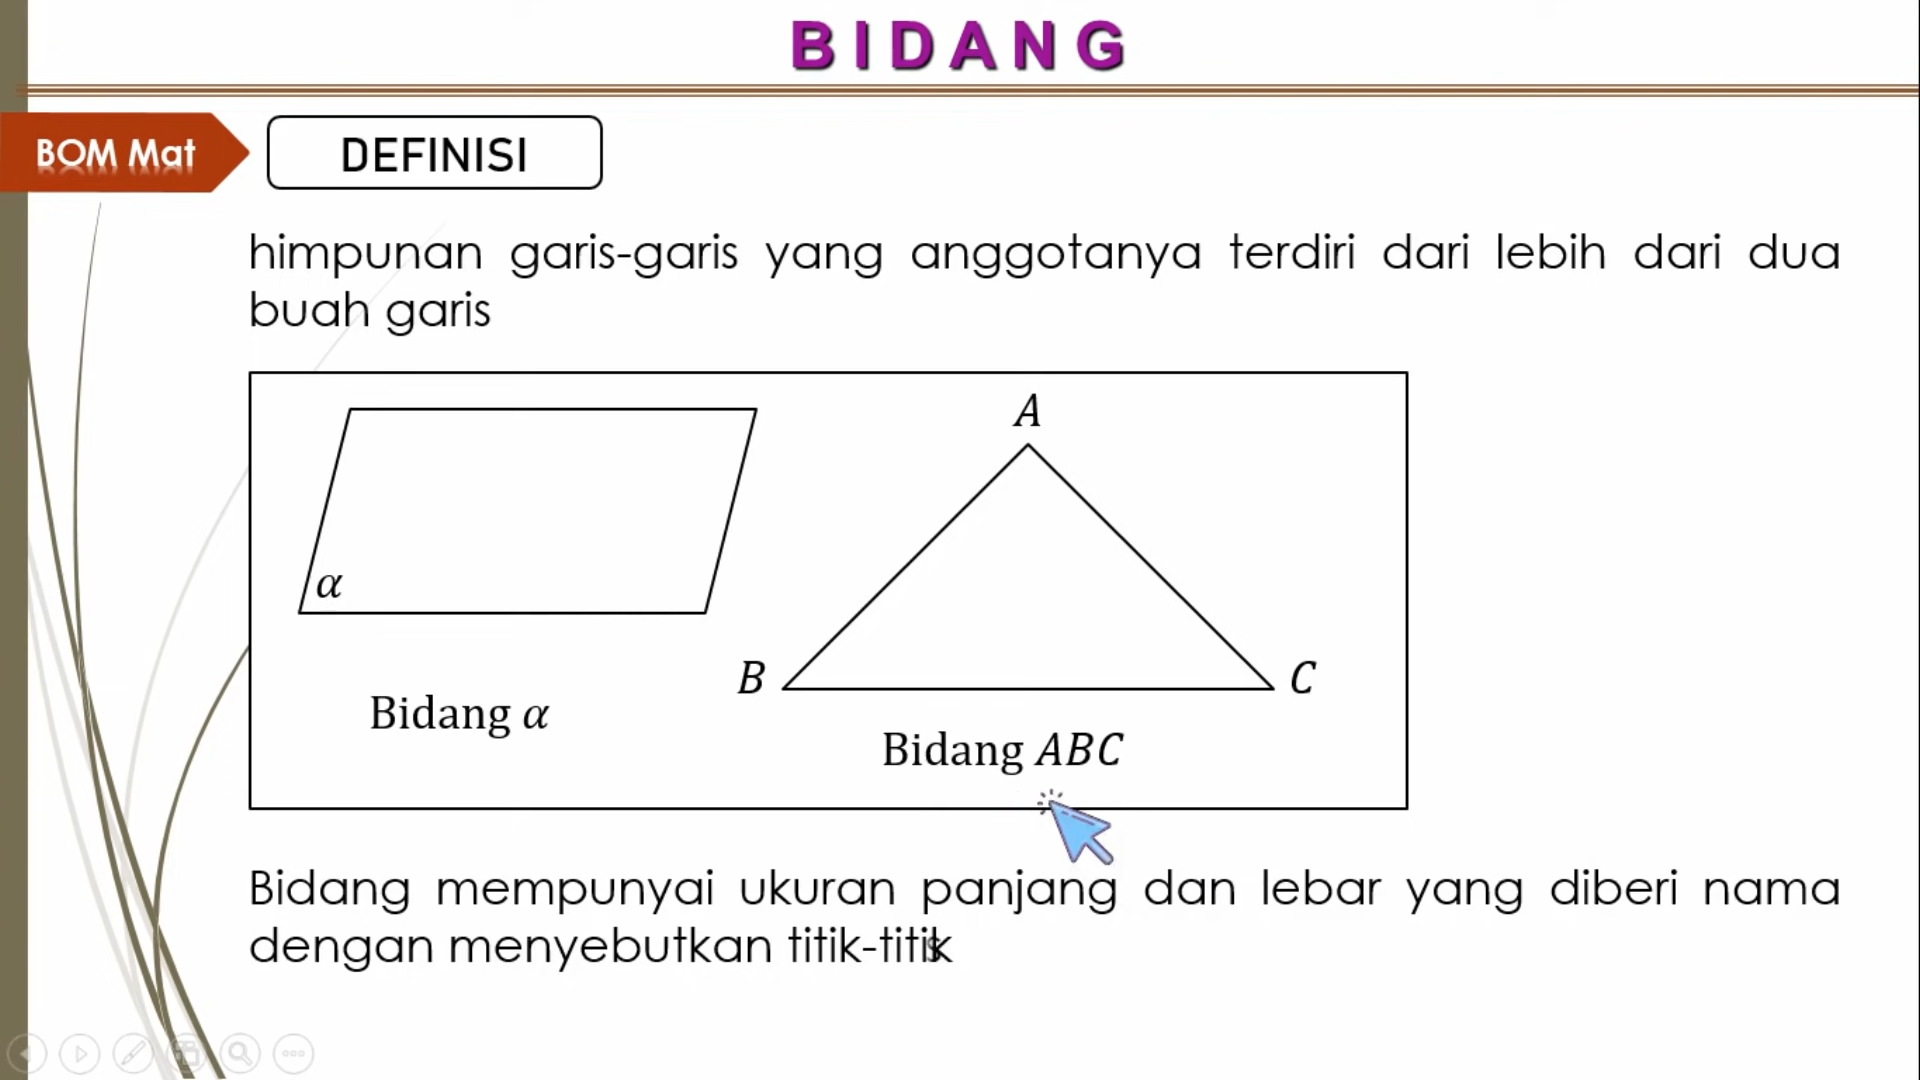 BIDANG
BOM Mat
DEFINISI
himpunan garis-garis yang anggotanya terdiri dari lebih dari dua
buah garis
α
Bidang α
A
B
C
Bidang ABC
Bidang mempunyai ukuran panjang dan lebar yang diberi nama
dengan menyebutkan titik-titik